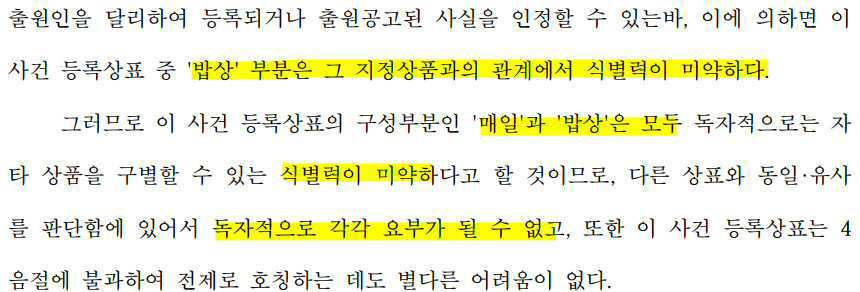 출원인을 달리하여 등록되거나 출원공고된 사실을 인정할 수 있는바, 이에 의하면 이
사건 등록상표 중 '밥상' 부분은 그 지정상품과의 관계에서 식별력이 미약하다.
그러므로 이 사건 등록상표의 구성부분인 '매일'과 '밥상'은 모두 독자적으로는 자
타 상품을 구별할 수 있는 식별력이 미약하다고 할 것이므로, 다른 상표와 동일·유사
를 판단함에 있어서 독자적으로 각각 요부가 될 수 없고, 또한 이 사건 등록상표는 4
음절에 불과하여 전제로 호칭하는 데도 별다른 어려움이 없다.